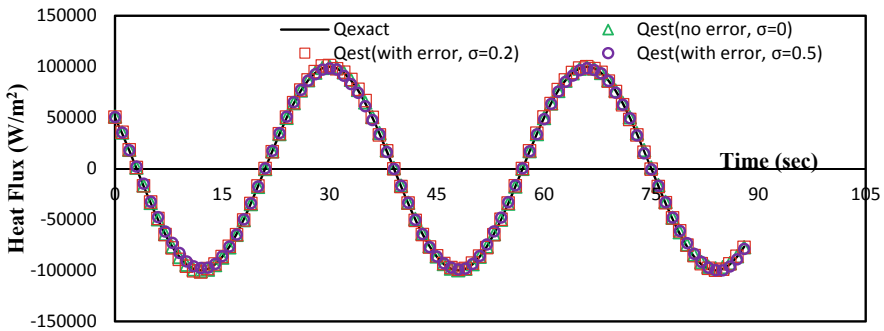 Heat Flux (W/m²)
150000
100000
50000
0
-50000
-100000
-150000
Qexact
Qest(no error, σ=0)
Qest(with error, σ=0.2)
Qest(with error, σ=0.5)
Time (sec)
0 15 30 45 60 75 90 105